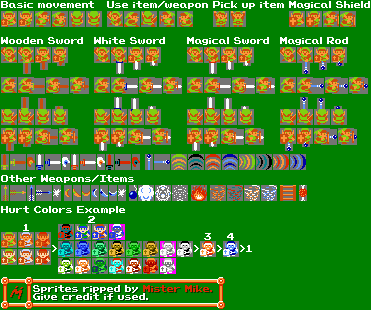 Basic movement Use item/weapon Pick up item Magical Shield
Wooden Sword White Sword Magical Sword Magical Rod
Other Weapons/Items
Hurt Colors Example
1 2 3 4
> > >1
Sprites ripped by Mister Mike.
Give credit if used.